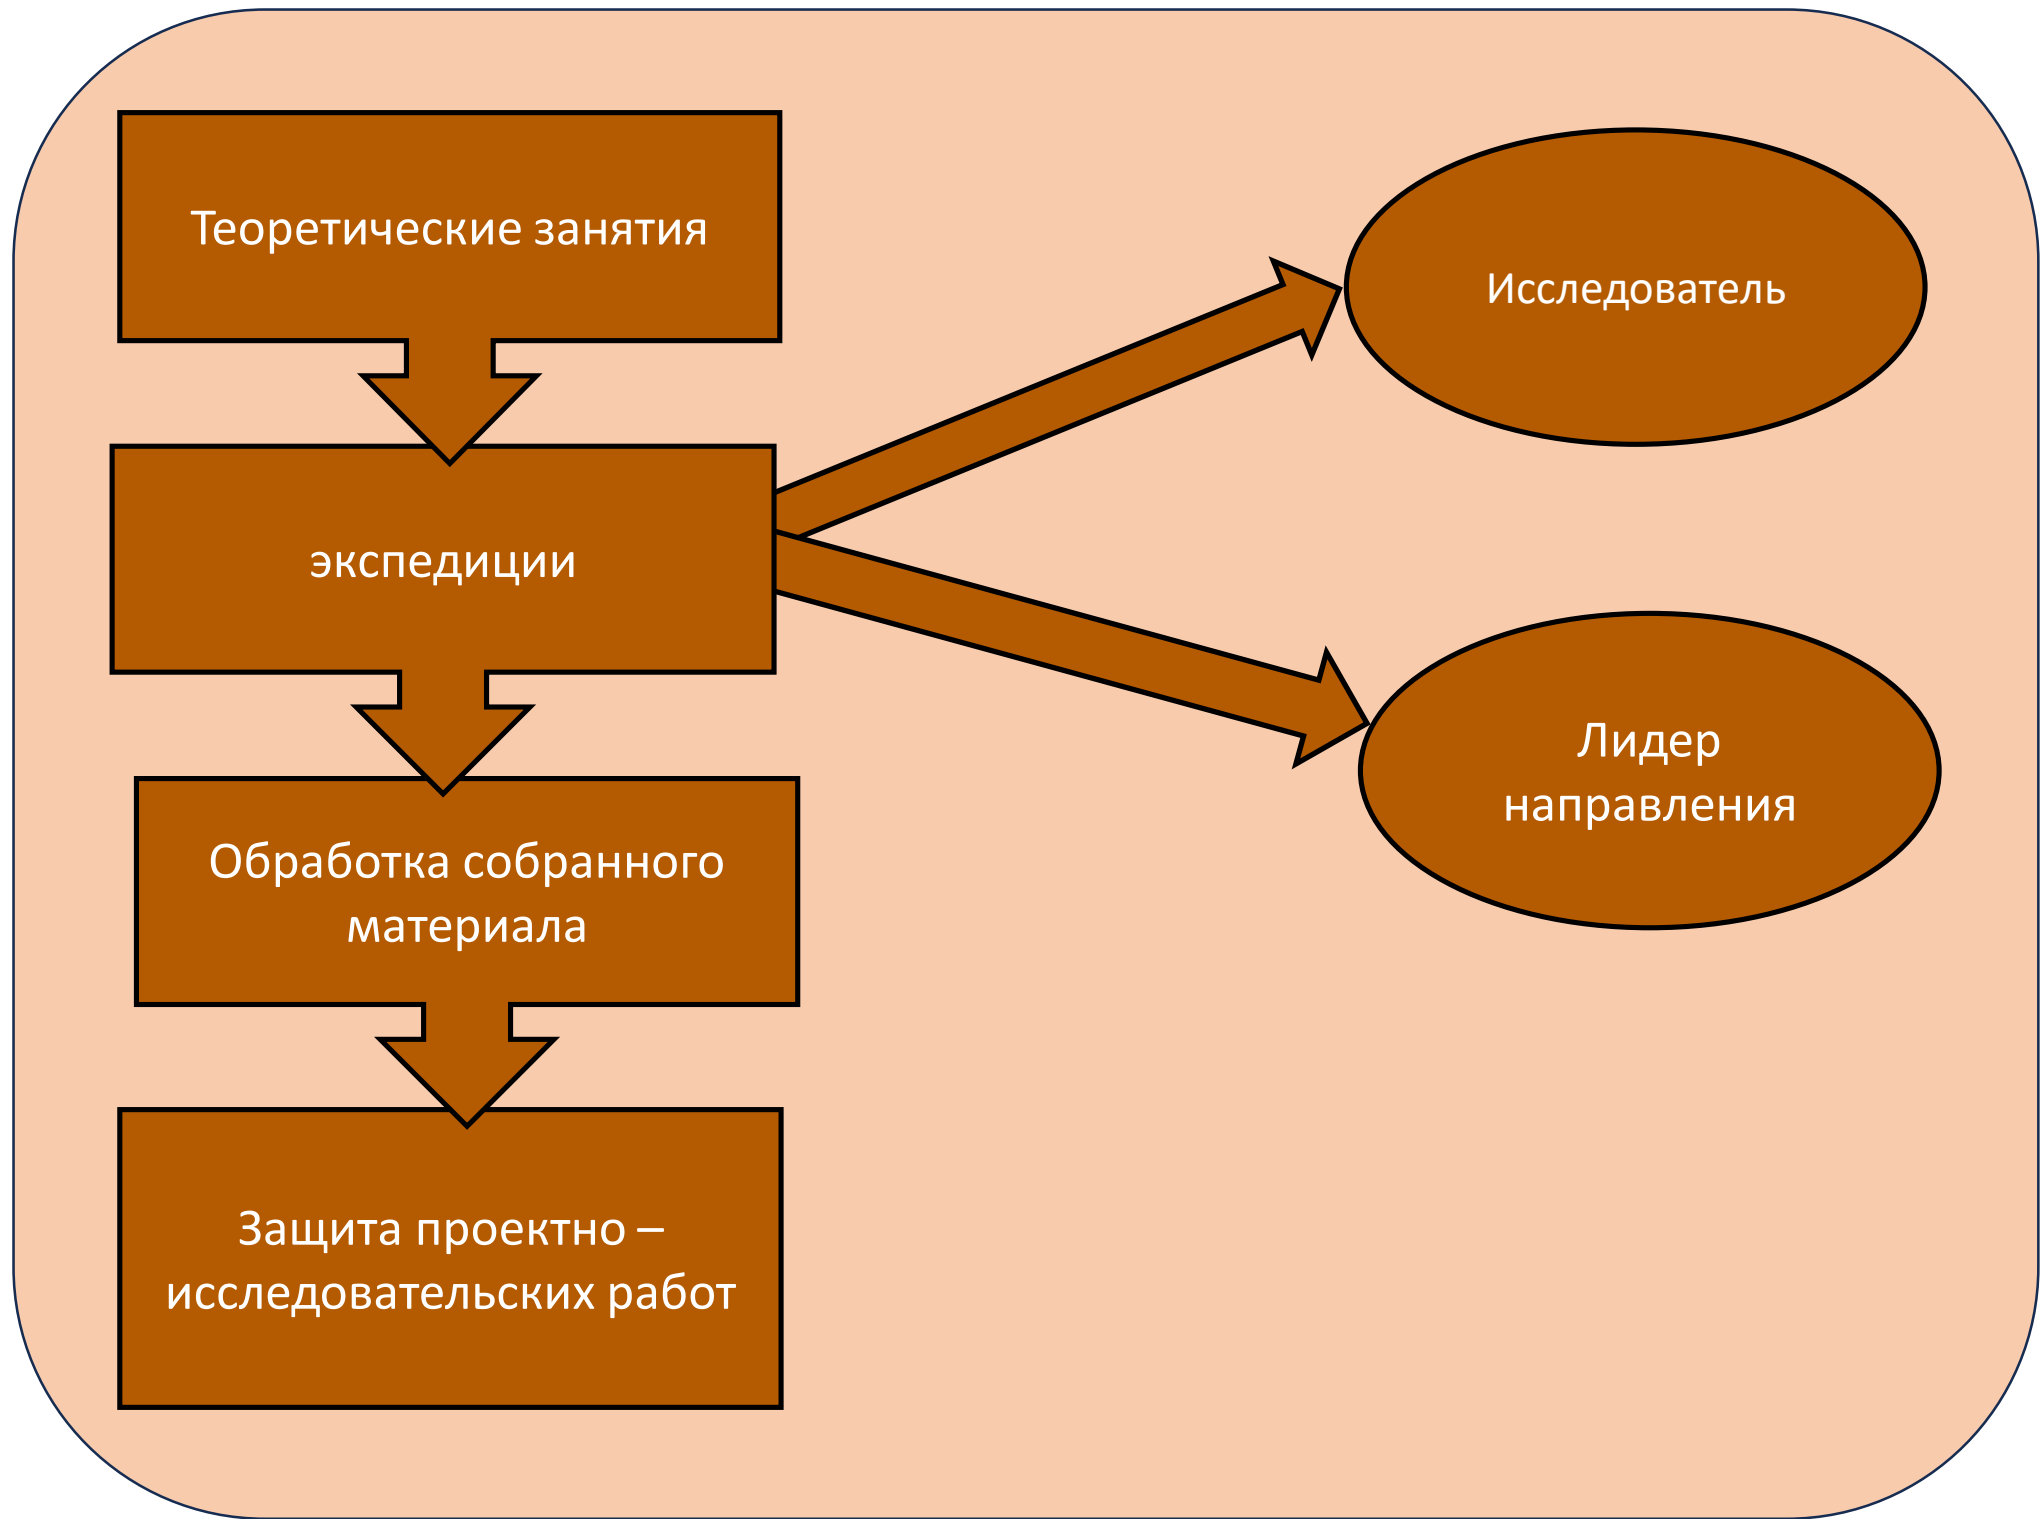 Теоретические занятия
экспедиции
Обработка собранного
материала
Защита проектно –
исследовательских работ
Исследователь
Лидер
направления